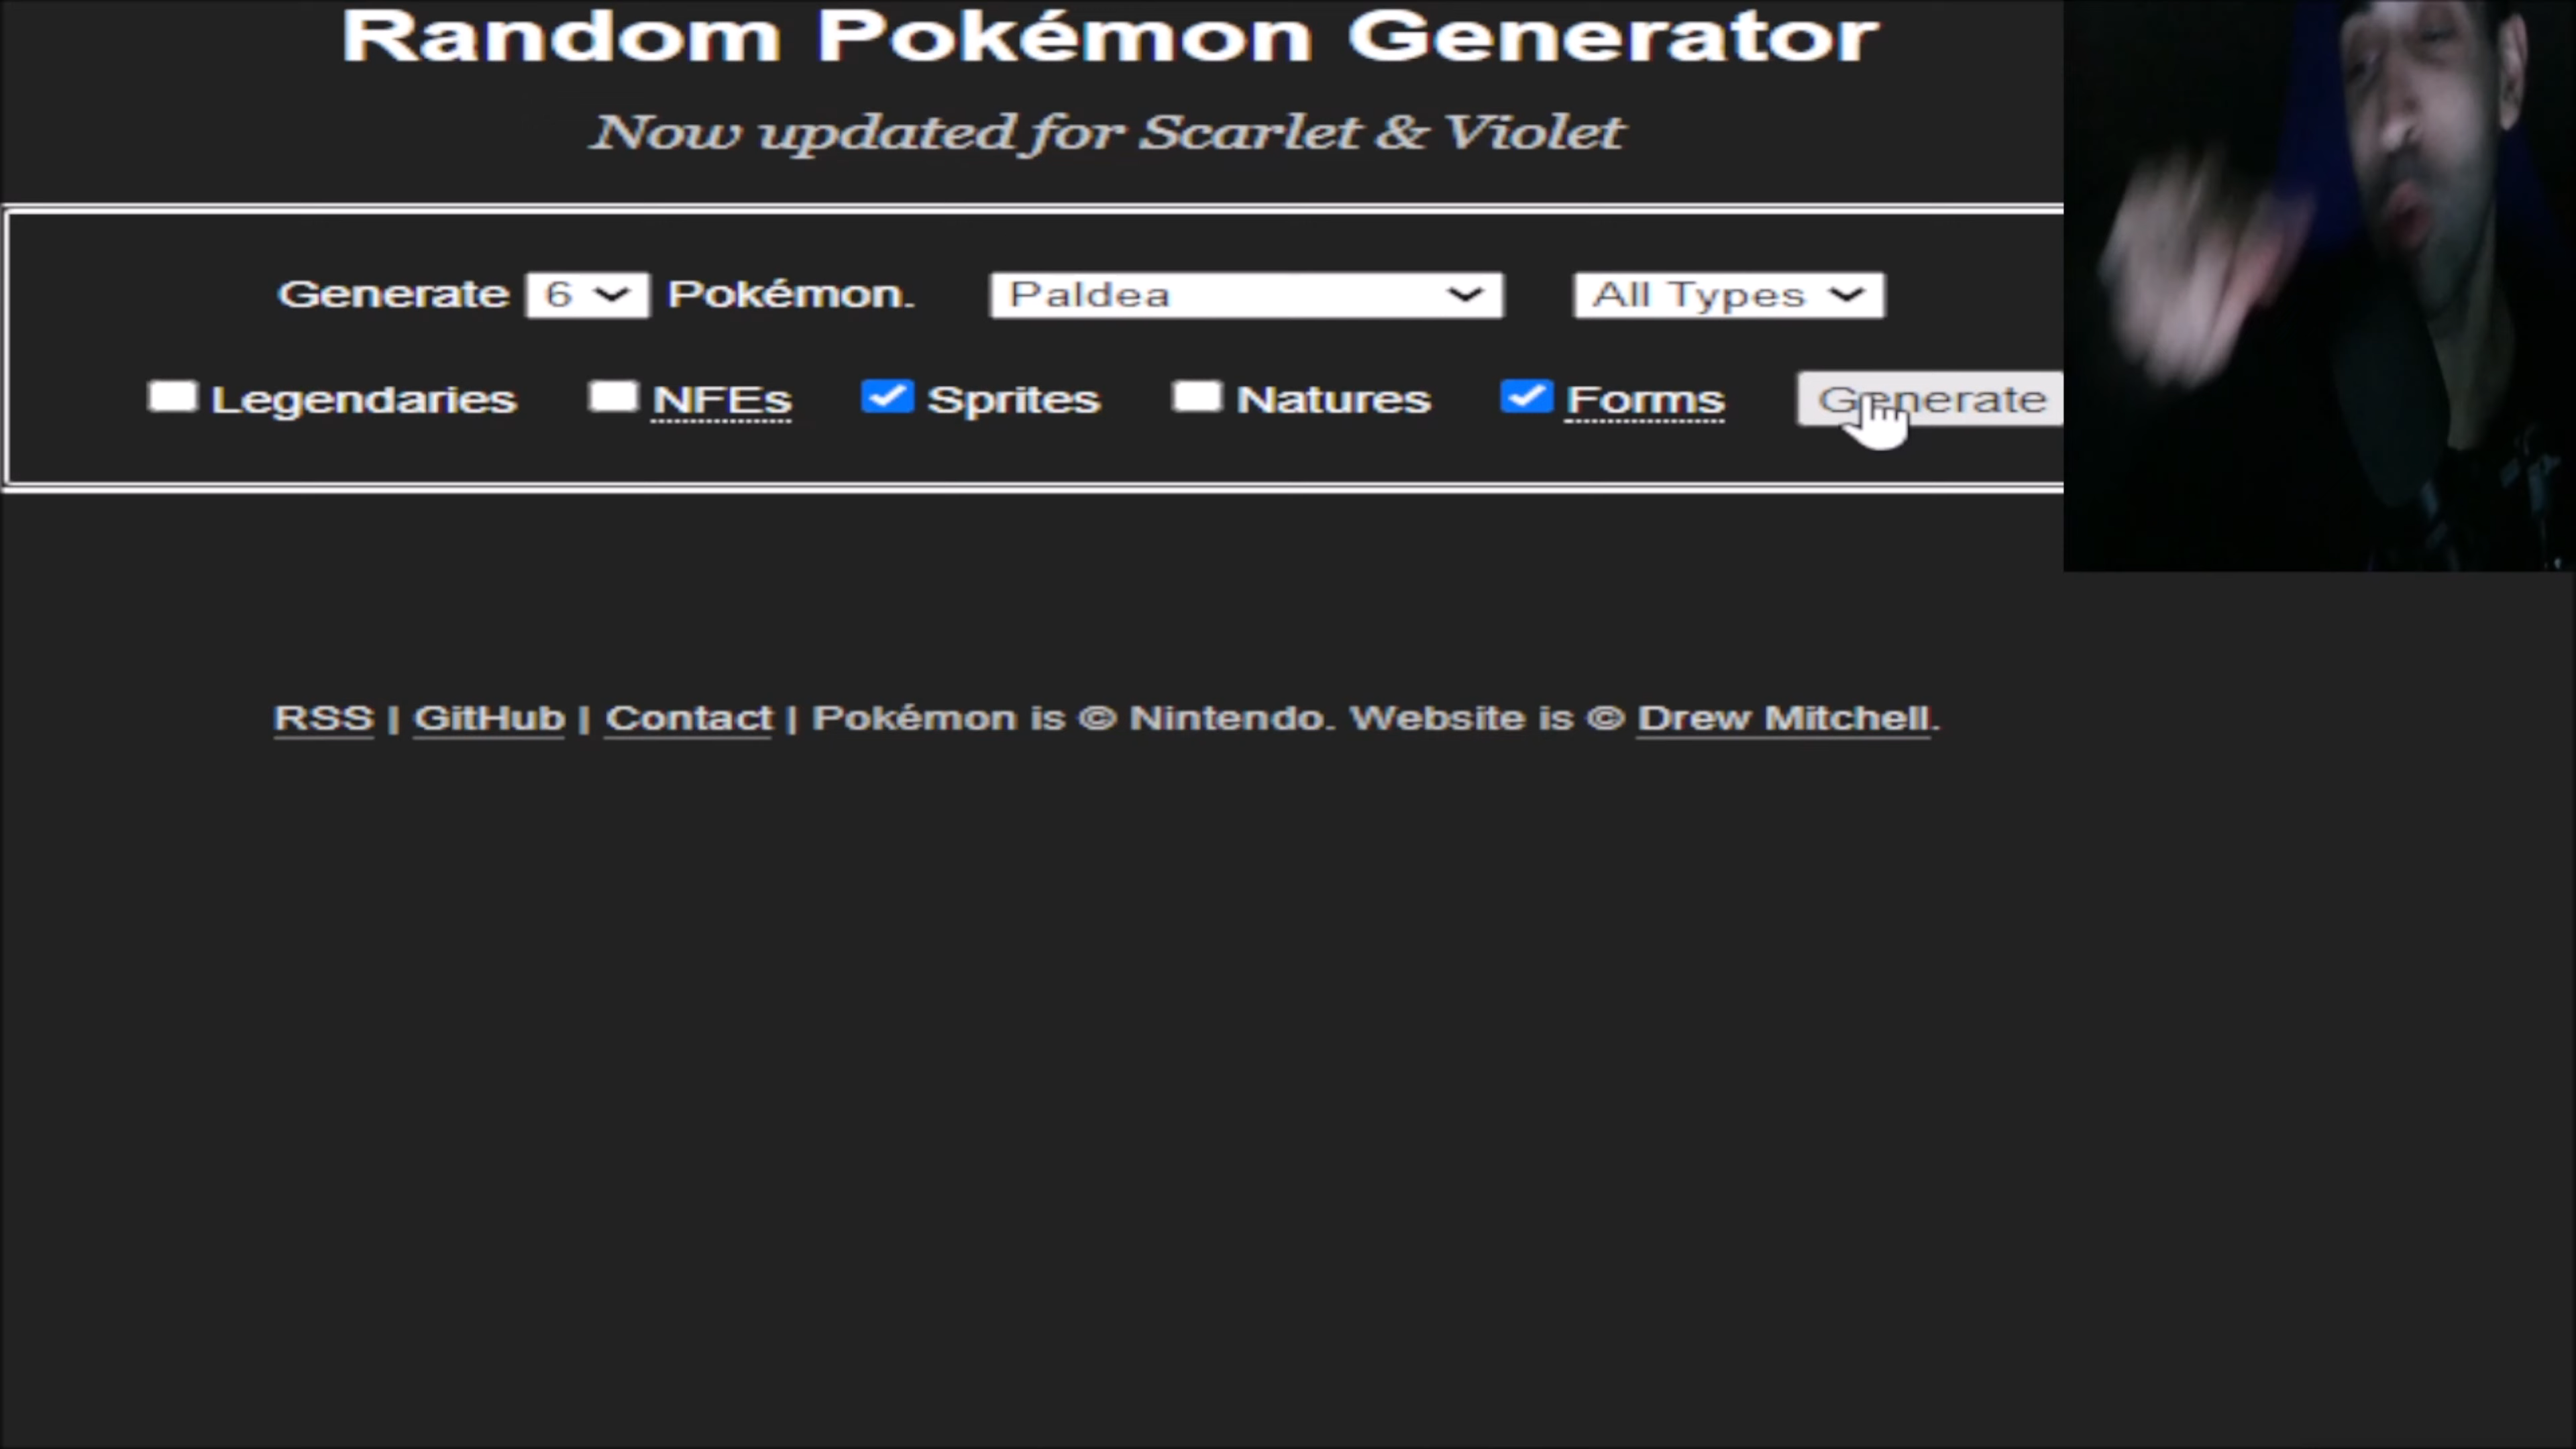 Random Pokémon Generator
Now updated for Scarlet & Violet
Generate 6 Pokémon. Paldea All Types
Legendaries NFEs Sprites Natures Forms Generate
RSS | GitHub | Contact | Pokémon is © Nintendo. Website is © Drew Mitchell.